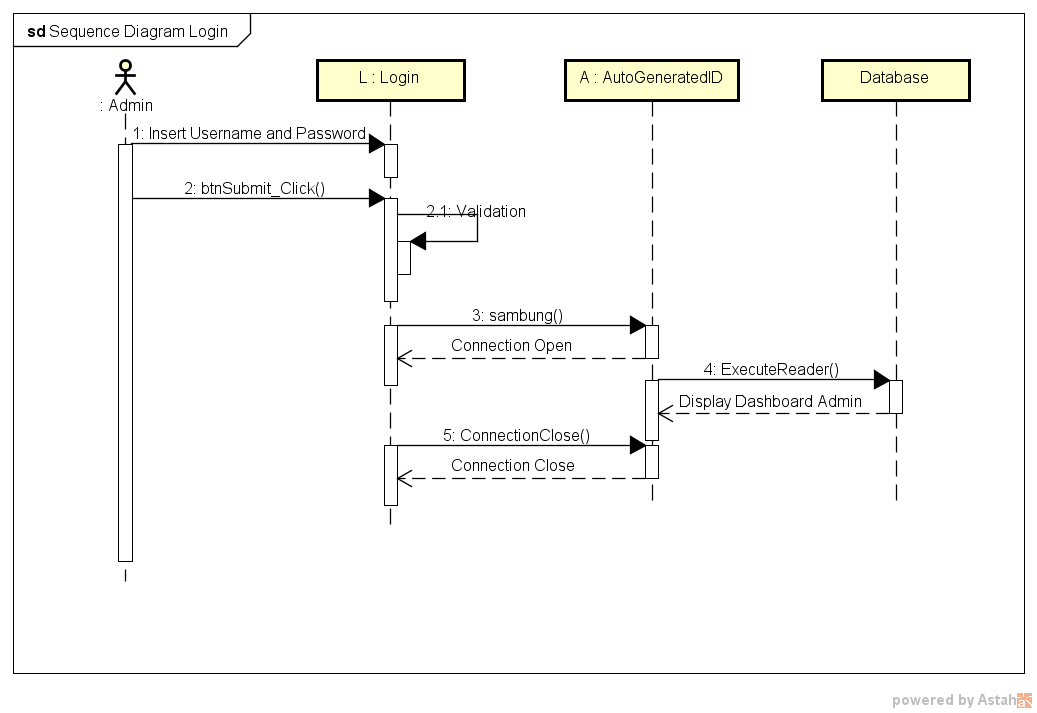 sd Sequence Diagram Login
: Admin
L : Login
A : AutoGeneratedID
Database
1: Insert Username and Password
2: btnSubmit_Click()
2.1: Validation
3: sambung()
Connection Open
4: ExecuteReader()
Display Dashboard Admin
5: ConnectionClose()
Connection Close
powered by Astah